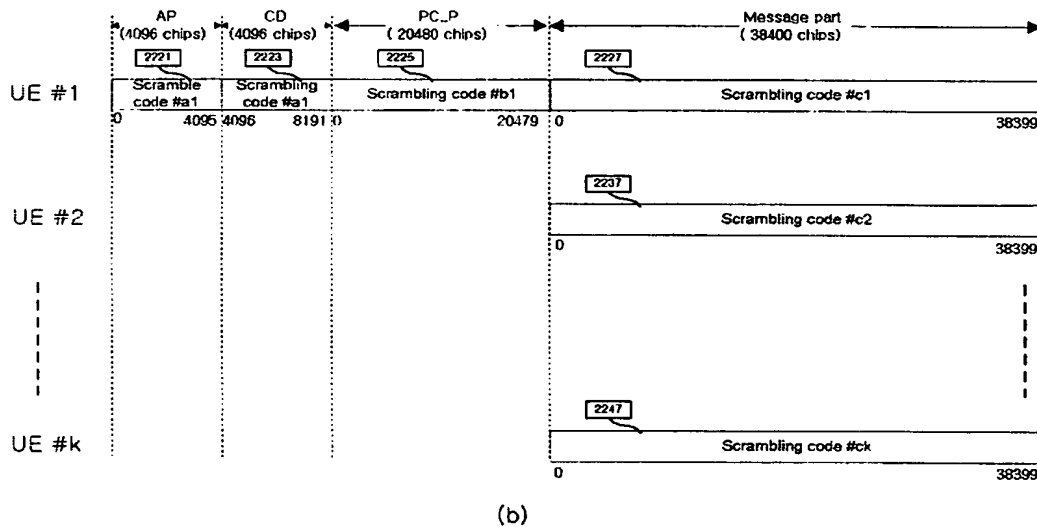 AP CD PC_P Message part
(4096 chips) (4096 chips) ( 20480 chips) ( 38400 chips)
2221 2223 2225 2227
UE #1 Scramble code #a1 Scrambling code #a1 Scrambling code #b1 Scrambling code #c1
0 4095 4096 8191 0 20479 0 38399
2237
UE #2 Scrambling code #c2
0 38399
2247
UE #k Scrambling code #ck
0 38399
(b)